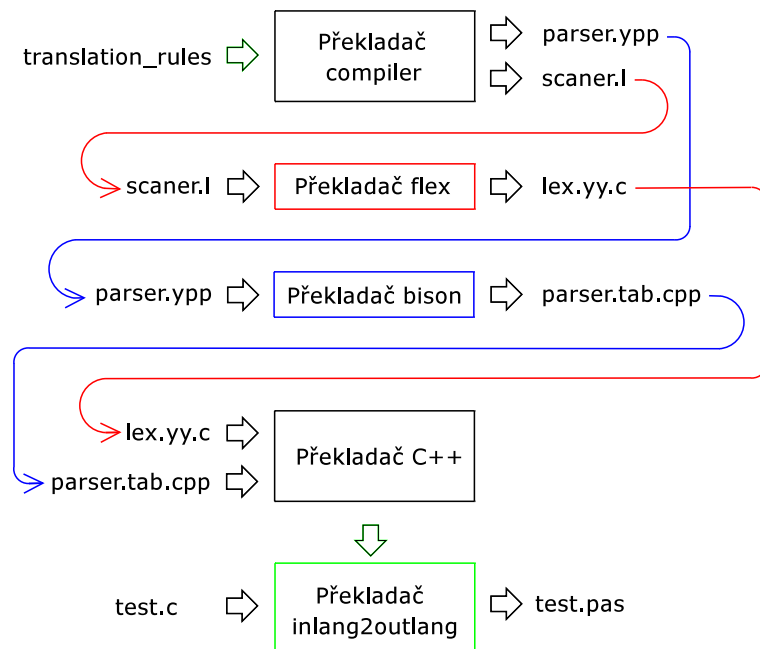 translation_rules
Překladač
compiler
parser.ypp
scaner.l
scaner.l
Překladač flex
lex.yy.c
parser.ypp
Překladač bison
parser.tab.cpp
lex.yy.c
parser.tab.cpp
Překladač C++
test.c
Překladač
inlang2outlang
test.pas